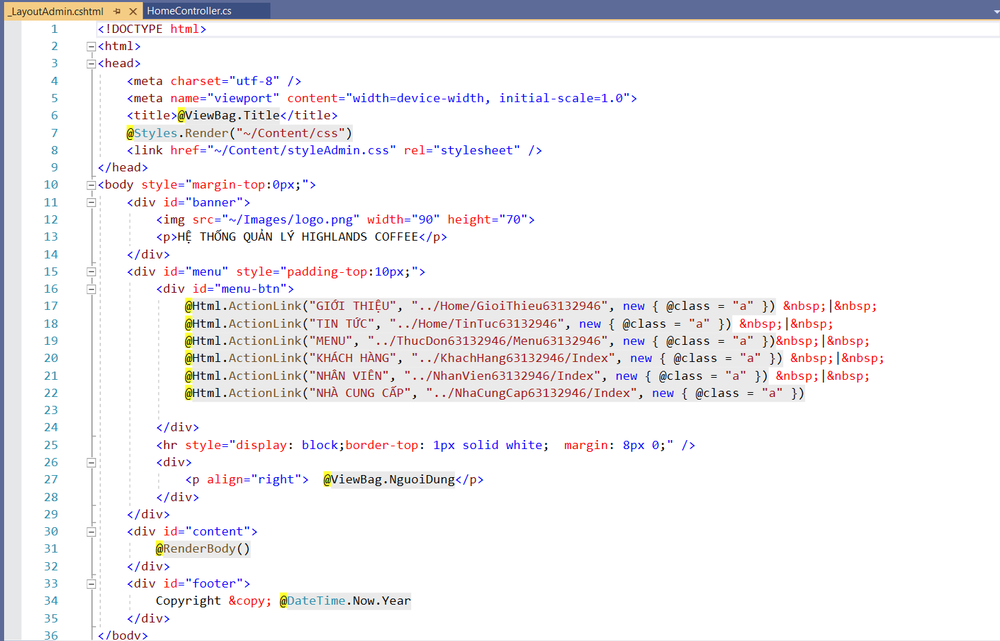 _LayoutAdmin.cshtml HomeController.cs
1 <!DOCTYPE html>
2 <html>
3 <head>
4 <meta charset="utf-8" />
5 <meta name="viewport" content="width=device-width, initial-scale=1.0">
6 <title>@ViewBag.Title</title>
7 @Styles.Render("~/Content/css")
8 <link href="~/Content/styleAdmin.css" rel="stylesheet" />
9 </head>
10 <body style="margin-top:0px;">
11 <div id="banner">
12 <img src="~/Images/logo.png" width="90" height="70">
13 <p>HỆ THỐNG QUẢN LÝ HIGHLANDS COFFEE</p>
14 </div>
15 <div id="menu" style="padding-top:10px;">
16 <div id="menu-btn">
17 @Html.ActionLink("GIỚI THIỆU", "../Home/GioiThieu63132946", new { @class = "a" }) &nbsp;|&nbsp;
18 @Html.ActionLink("TIN TỨC", "../Home/TinTuc63132946", new { @class = "a" }) &nbsp;|&nbsp;
19 @Html.ActionLink("MENU", "../ThucDon63132946/Menu63132946", new { @class = "a" })&nbsp;|&nbsp;
20 @Html.ActionLink("KHÁCH HÀNG", "../KhachHang63132946/Index", new { @class = "a" }) &nbsp;|&nbsp;
21 @Html.ActionLink("NHÂN VIÊN", "../NhanVien63132946/Index", new { @class = "a" }) &nbsp;|&nbsp;
22 @Html.ActionLink("NHÀ CUNG CẤP", "../NhaCungCap63132946/Index", new { @class = "a" })
23
24 </div>
25 <hr style="display: block;border-top: 1px solid white;  margin: 8px 0;" />
26 <div>
27 <p align="right">  @ViewBag.NguoiDung</p>
28 </div>
29 </div>
30 <div id="content">
31 @RenderBody()
32 </div>
33 <div id="footer">
34 Copyright &copy; @DateTime.Now.Year
35 </div>
36 </body>